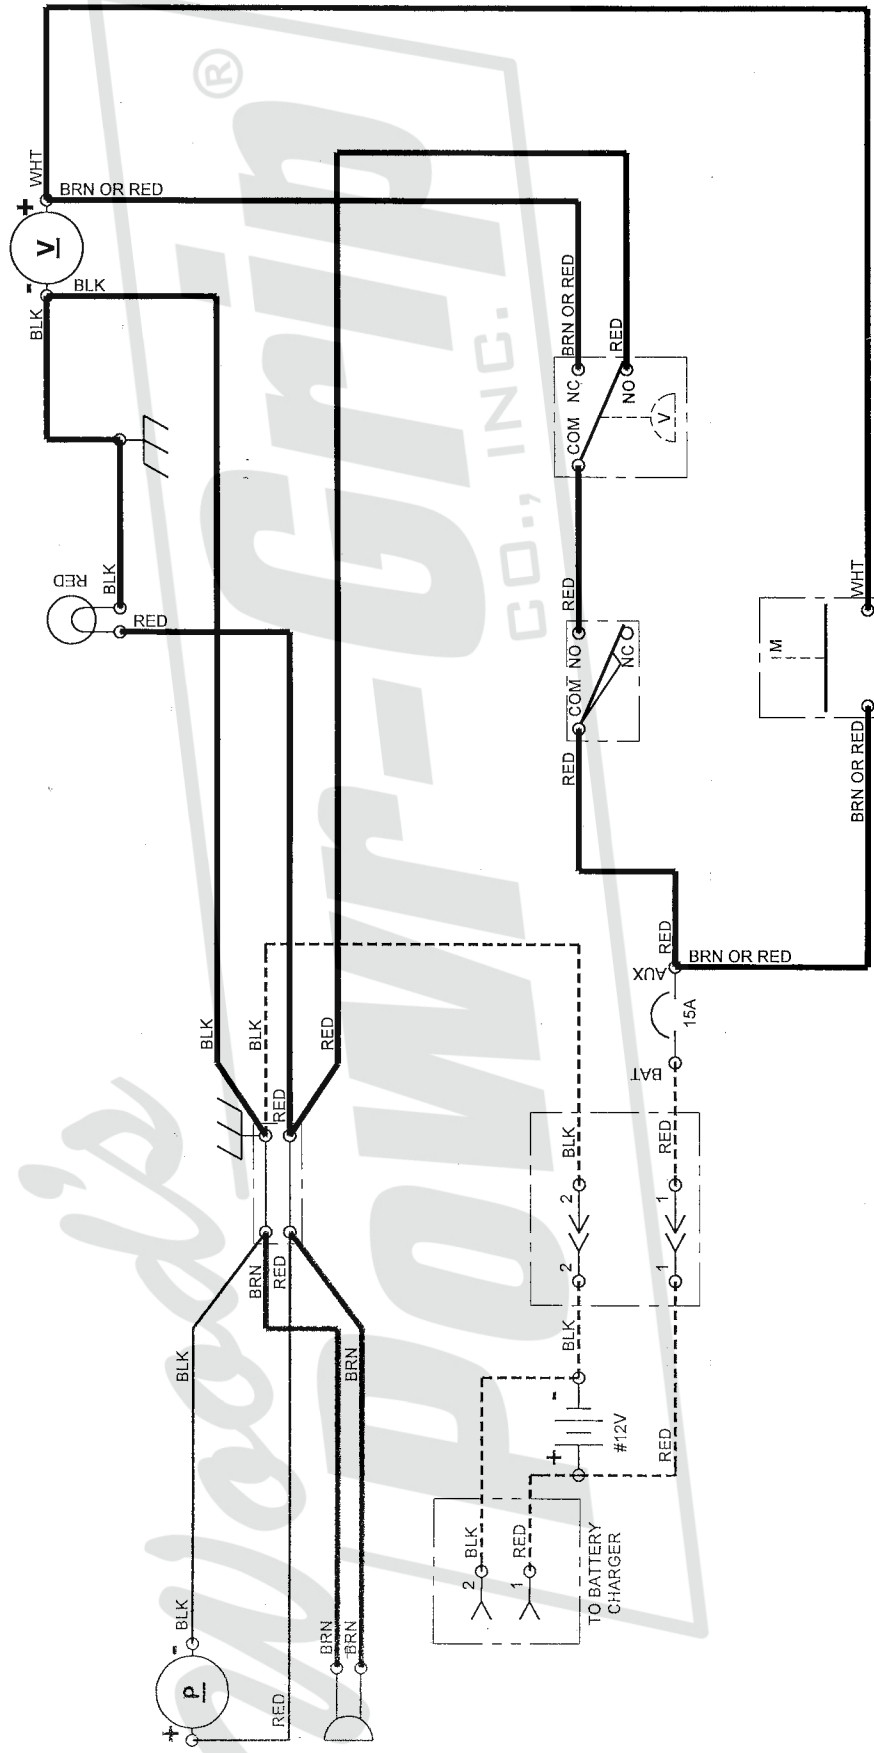 WHT
+
BRN OR RED
V
-
BLK
BLK
RED
BLK
RED
®
Wood's
Powr-Grip
CO., INC.
BRN OR RED
RED
NC
NO
COM
V
RED
NO
NC
COM
RED
M
WHT
BRN OR RED
RED
BRN OR RED
AUX
15A
BAT
BLK
BLK
RED
RED
BLK
RED
2
1
2
1
BRN
RED
BLK
BRN
BLK
-
+
#12V
RED
BLK
RED
2
1
TO BATTERY
CHARGER
BLK
-
P
+
RED
BRN
BRN